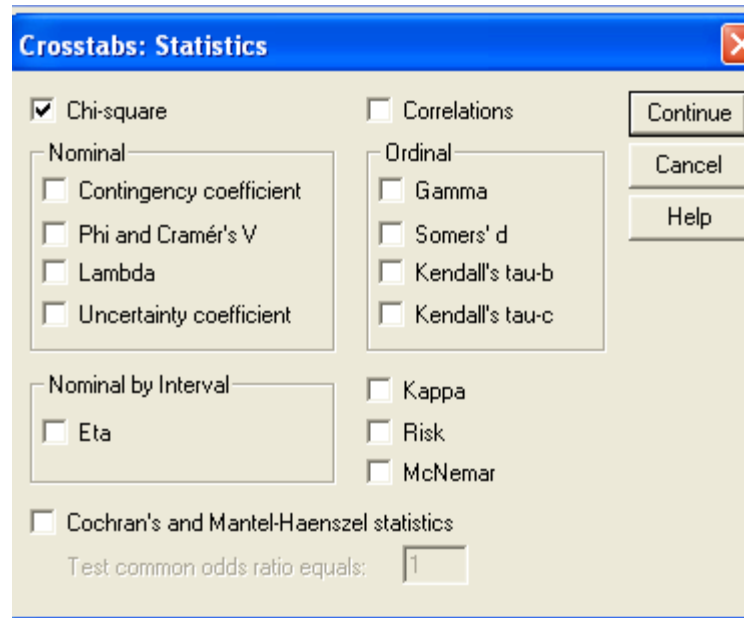 Crosstabs: Statistics
Chi-square
Correlations
Continue
Nominal
Ordinal
Cancel
Contingency coefficient
Gamma
Help
Phi and Cramér's V
Somers' d
Lambda
Kendall's tau-b
Uncertainty coefficient
Kendall's tau-c
Nominal by Interval
Kappa
Eta
Risk
McNemar
Cochran's and Mantel-Haenszel statistics
Test common odds ratio equals: 1